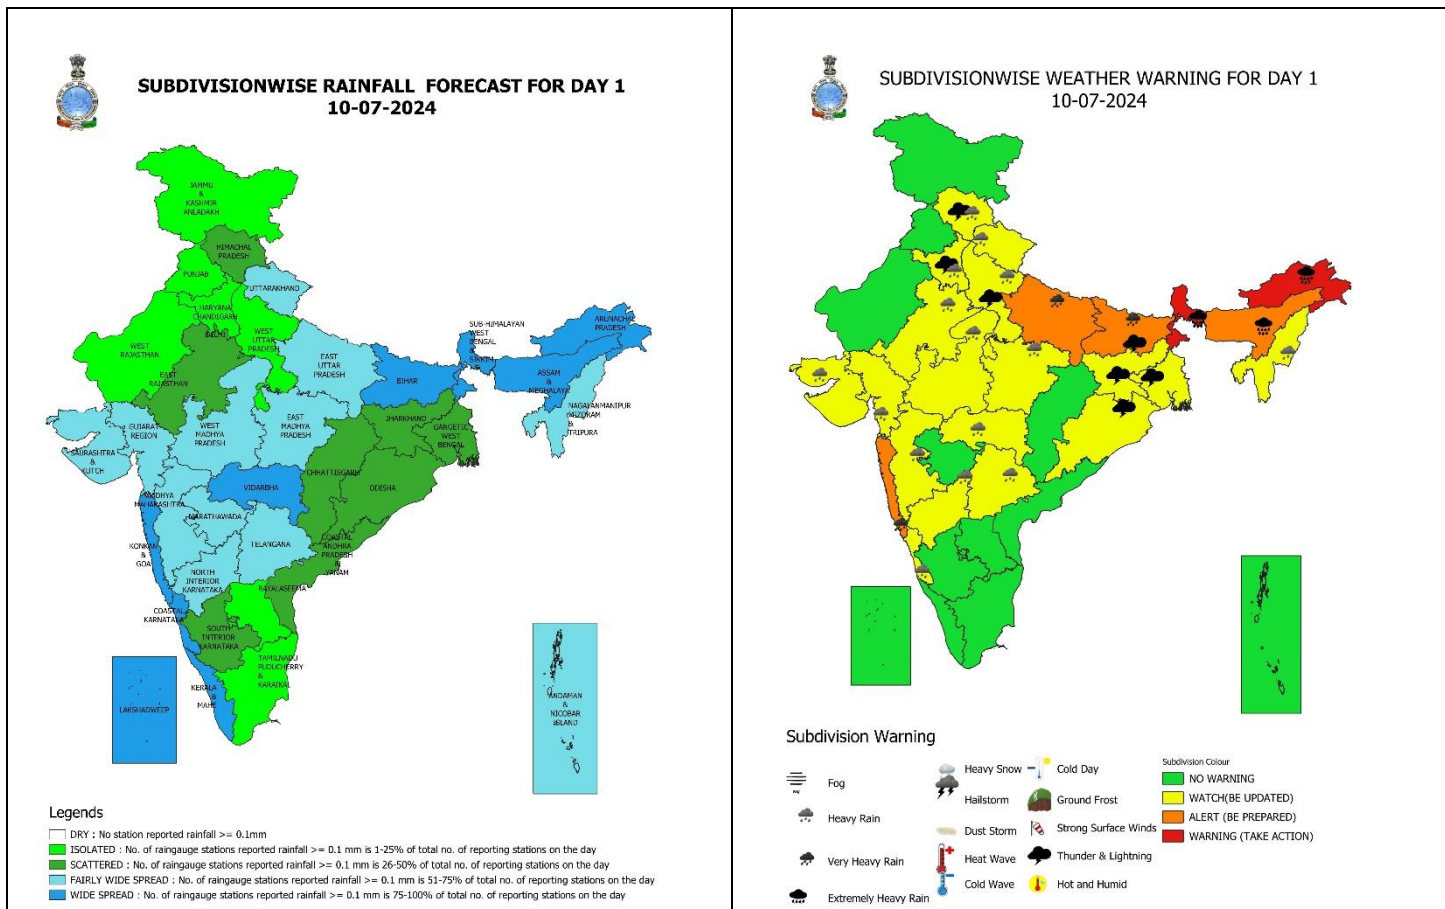 SUBDIVISIONWISE RAINFALL FORECAST FOR DAY 1
10-07-2024
JAMMU
&
KASHMIR
ANLADAKH
HIMACHAL
PRADESH
PUNJAB
UTTARAKHAND
HARYANA
CHANDIGARH
&
DELHI
WEST
UTTAR
PRADESH
WEST
RAJASTHAN
EAST
RAJASTHAN
EAST
UTTAR
PRADESH
BIHAR
SUB-HIMALAYAN
WEST
BENGAL
&
SIKKIM
ARUNACHAL
PRADESH
ASSAM
&
MEGHALAYA
NAGALANMANIPUR
MIZORAM
&
TRIPURA
GUJARAT
REGION
WEST
MADHYA
PRADESH
EAST
MADHYA
PRADESH
JHARKHAND
GANGETIC
WEST
BENGAL
SAURASHTRA
&
KUTCH
CHHATTISGARH
ODISHA
VIDARBHA
MADHYA
MAHARASHTRA
MARATHAWADA
KONKAN
&
GOA
TELANGANA
COASTAL
ANDHRA
PRADESH
&
YANAM
NORTH
INTERIOR
KARNATAKA
RAYALASEEMA
COASTAL
KARNATAKA
SOUTH
INTERIOR
KARNATAKA
TAMILNADU
PUDUCHERRY
&
KARAIKAL
KERALA
&
MAHE
LAKSHADWEEP
ANDAMAN
&
NICOBAR
ISLAND
Legends
DRY : No station reported rainfall >= 0.1mm
ISOLATED : No. of raingauge stations reported rainfall >= 0.1 mm is 1-25% of total no. of reporting stations on the day
SCATTERED : No. of raingauge stations reported rainfall >= 0.1 mm is 26-50% of total no. of reporting stations on the day
FAIRLY WIDE SPREAD : No. of raingauge stations reported rainfall >= 0.1 mm is 51-75% of total no. of reporting stations on the day
WIDE SPREAD : No. of raingauge stations reported rainfall >= 0.1 mm is 75-100% of total no. of reporting stations on the day
SUBDIVISIONWISE WEATHER WARNING FOR DAY 1
10-07-2024
Subdivision Warning
Fog
Heavy Rain
Very Heavy Rain
Extremely Heavy Rain
Heavy Snow
Hailstorm
Dust Storm
Heat Wave
Cold Wave
Cold Day
Ground Frost
Strong Surface Winds
Thunder & Lightning
Hot and Humid
Subdivision Colour
NO WARNING
WATCH(BE UPDATED)
ALERT (BE PREPARED)
WARNING (TAKE ACTION)